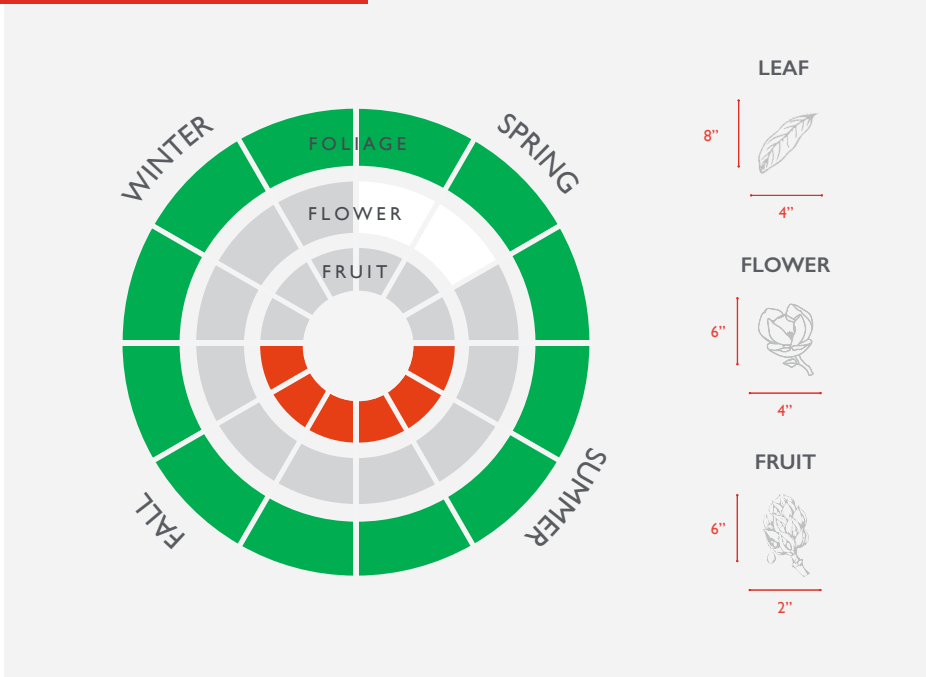 WINTER
SPRING
FOLIAGE
FLOWER
FRUIT
FALL
SUMMER
LEAF
8”
4”
FLOWER
6”
4”
FRUIT
6”
2”